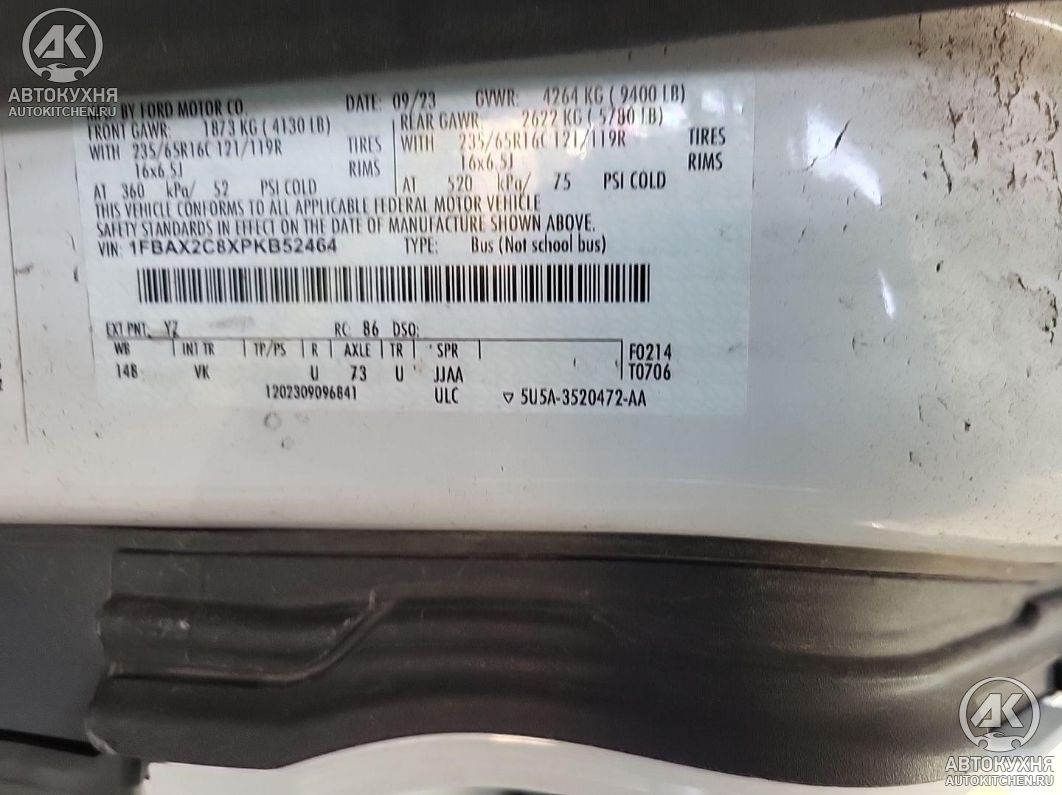 АВТОКУХНЯ
AUTOKITCHEN.RU
BY FORD MOTOR CO. DATE: 09/23 GVWR: 4264 KG ( 9400 LB)
FRONT GAWR: 1873 KG ( 4130 LB) REAR GAWR: 2622 KG ( 5780 LB)
WITH 235/65R16C 121/119R TIRES WITH 235/65R16C 121/119R TIRES
16x6.5J RIMS 16x6.5J RIMS
AT 360 kPa/ 52 PSI COLD AT 520 kPa/ 75 PSI COLD
THIS VEHICLE CONFORMS TO ALL APPLICABLE FEDERAL MOTOR VEHICLE
SAFETY STANDARDS IN EFFECT ON THE DATE OF MANUFACTURE SHOWN ABOVE.
VIN: 1FBAX2C8XPKB52464 TYPE: Bus (Not school bus)
EXT PNT: YZ RC: 86 DSO:
WB INT TR TP/PS R AXLE TR SPR F0214
148 VK U 73 U JJAA T0706
1202309096841 ULC ▽ 5U5A-3520472-AA
АК
АВТОКУХНЯ
AUTOKITCHEN.RU